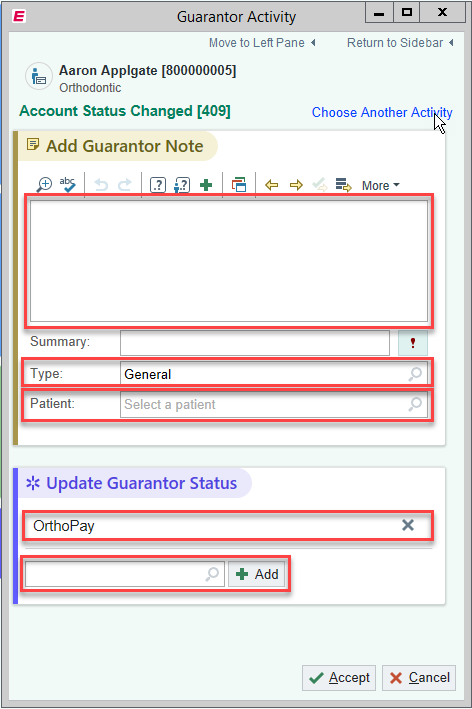 Guarantor Activity
Move to Left Pane Return to Sidebar
Aaron Applgate [800000005]
Orthodontic
Account Status Changed [409]
Choose Another Activity
Add Guarantor Note
abc .? .? More
Summary: !
Type: General
Patient: Select a patient
Update Guarantor Status
OrthoPay
Add
Accept Cancel